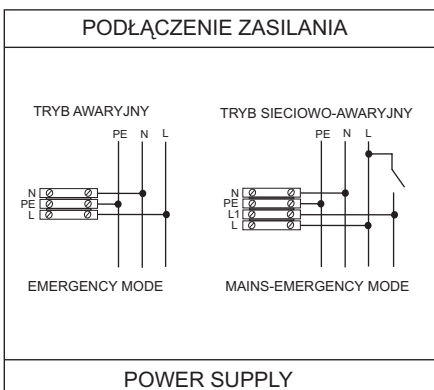 PODŁĄCZENIE ZASILANIA
TRYB AWARYJNY
PE N L
N
PE
L
EMERGENCY MODE
TRYB SIECIOWO-AWARYJNY
PE N L
N
PE
L1
L
MAINS-EMERGENCY MODE
POWER SUPPLY